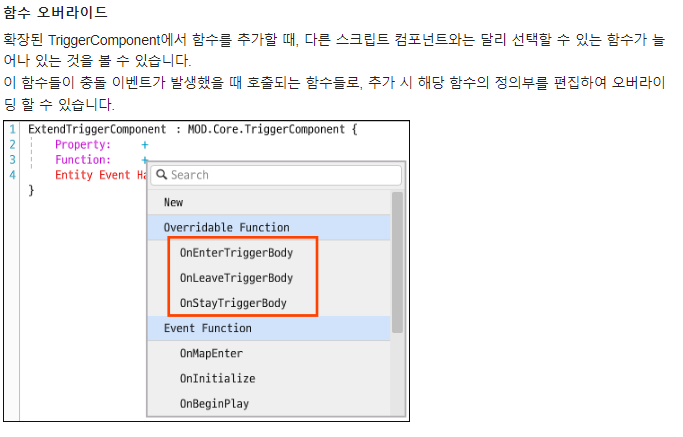 함수 오버라이드
확장된 TriggerComponent에서 함수를 추가할 때, 다른 스크립트 컴포넌트와는 달리 선택할 수 있는 함수가 늘
어나 있는 것을 볼 수 있습니다.
이 함수들이 충돌 이벤트가 발생했을 때 호출되는 함수들로, 추가 시 해당 함수의 정의부를 편집하여 오버라이
딩 할 수 있습니다.
1 ExtendTriggerComponent : MOD.Core.TriggerComponent {
2 Property: +
3 Function: +
4 Entity Event Ha
}
Search
New
Overridable Function
OnEnterTriggerBody
OnLeaveTriggerBody
OnStayTriggerBody
Event Function
OnMapEnter
OnInitialize
OnBeginPlay